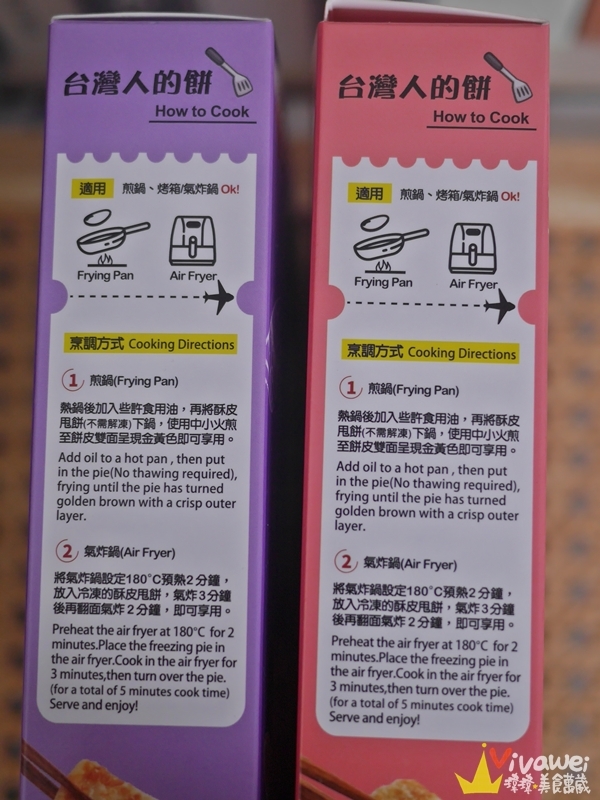 台灣人的餅
How to Cook
適用 煎鍋、烤箱/氣炸鍋 Ok!
Frying Pan Air Fryer
烹調方式 Cooking Directions
1 煎鍋(Frying Pan)
熱鍋後加入些許食用油，再將酥皮
甩餅(不需解凍)下鍋，使用中小火煎
至餅皮雙面呈現金黃色即可享用。
Add oil to a hot pan , then put
in the pie(No thawing required),
frying until the pie has turned
golden brown with a crisp outer
layer.
2 氣炸鍋(Air Fryer)
將氣炸鍋設定180°C預熱2分鐘，
放入冷凍的酥皮甩餅，氣炸3分鐘
後再翻面氣炸2分鐘，即可享用。
Preheat the air fryer at 180°C for 2
minutes.Place the freezing pie in
the air fryer.Cook in the air fryer for
3 minutes,then turn over the pie.
(for a total of 5 minutes cook time)
Serve and enjoy!
台灣人的餅
How to Cook
適用 煎鍋、烤箱/氣炸鍋 Ok!
Frying Pan Air Fryer
烹調方式 Cooking Directions
1 煎鍋(Frying Pan)
熱鍋後加入些許食用油，再將酥皮
甩餅(不需解凍)下鍋，使用中小火煎
至餅皮雙面呈現金黃色即可享用。
Add oil to a hot pan , then put
in the pie(No thawing required),
frying until the pie has turned
golden brown with a crisp outer
layer.
2 氣炸鍋(Air Fryer)
將氣炸鍋設定180°C預熱2分鐘，
放入冷凍的酥皮甩餅，氣炸3分鐘
後再翻面氣炸2分鐘，即可享用。
Preheat the air fryer at 180°C for 2
minutes.Place the freezing pie in
the air fryer.Cook in the air fryer for
3 minutes,then turn over the pie.
(for a total of 5 minutes cook time)
Serve and enjoy!
Vivawei